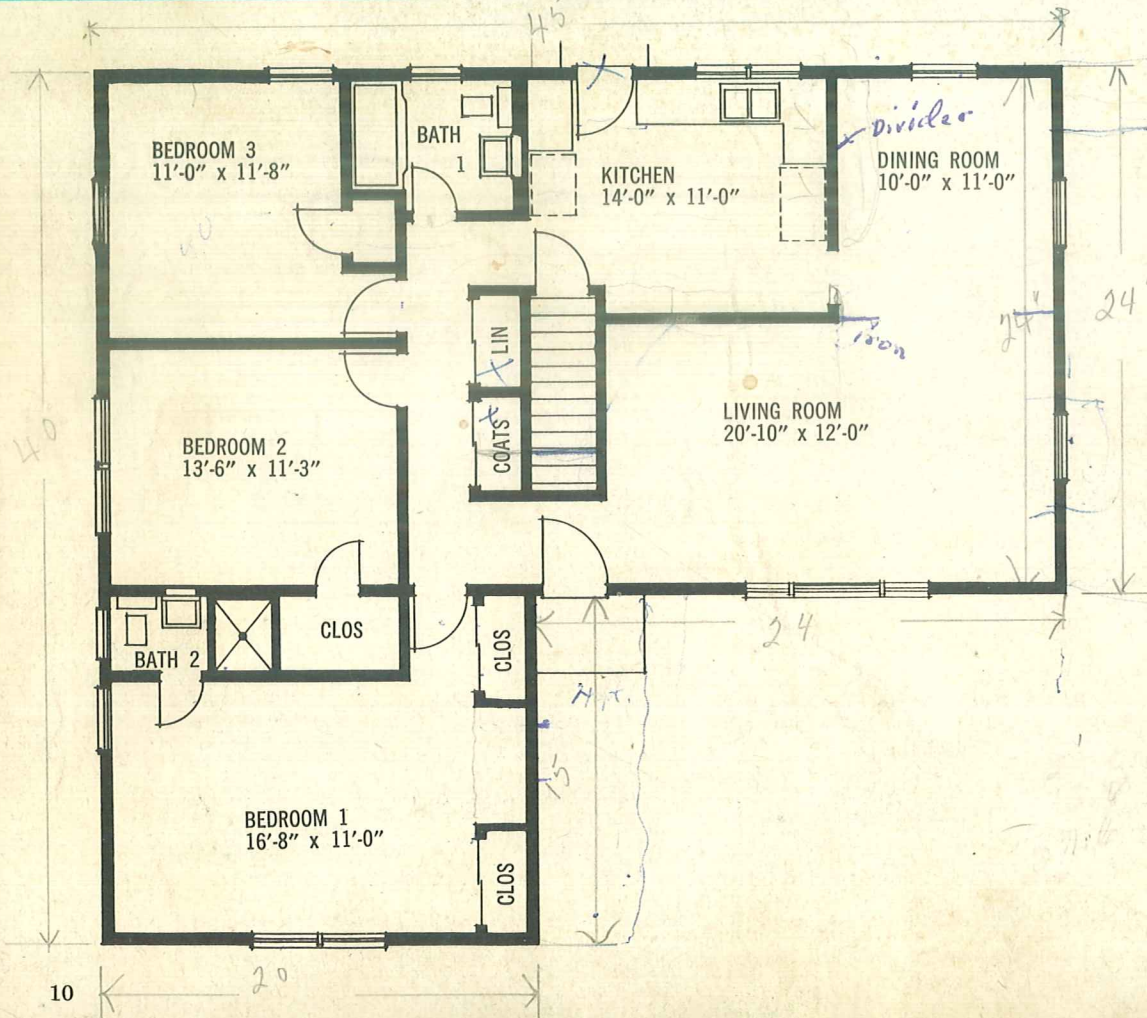 45
BEDROOM 3
11'-0" x 11'-8"
BATH
1
KITCHEN
14'-0" x 11'-0"
Divider
DINING ROOM
10'-0" x 11'-0"
24
24"
LIN
COATS
LIVING ROOM
20'-10" x 12'-0"
40
BEDROOM 2
13'-6" x 11'-3"
CLOS
CLOS
BATH 2
24
15
BEDROOM 1
16'-8" x 11'-0"
CLOS
20
10